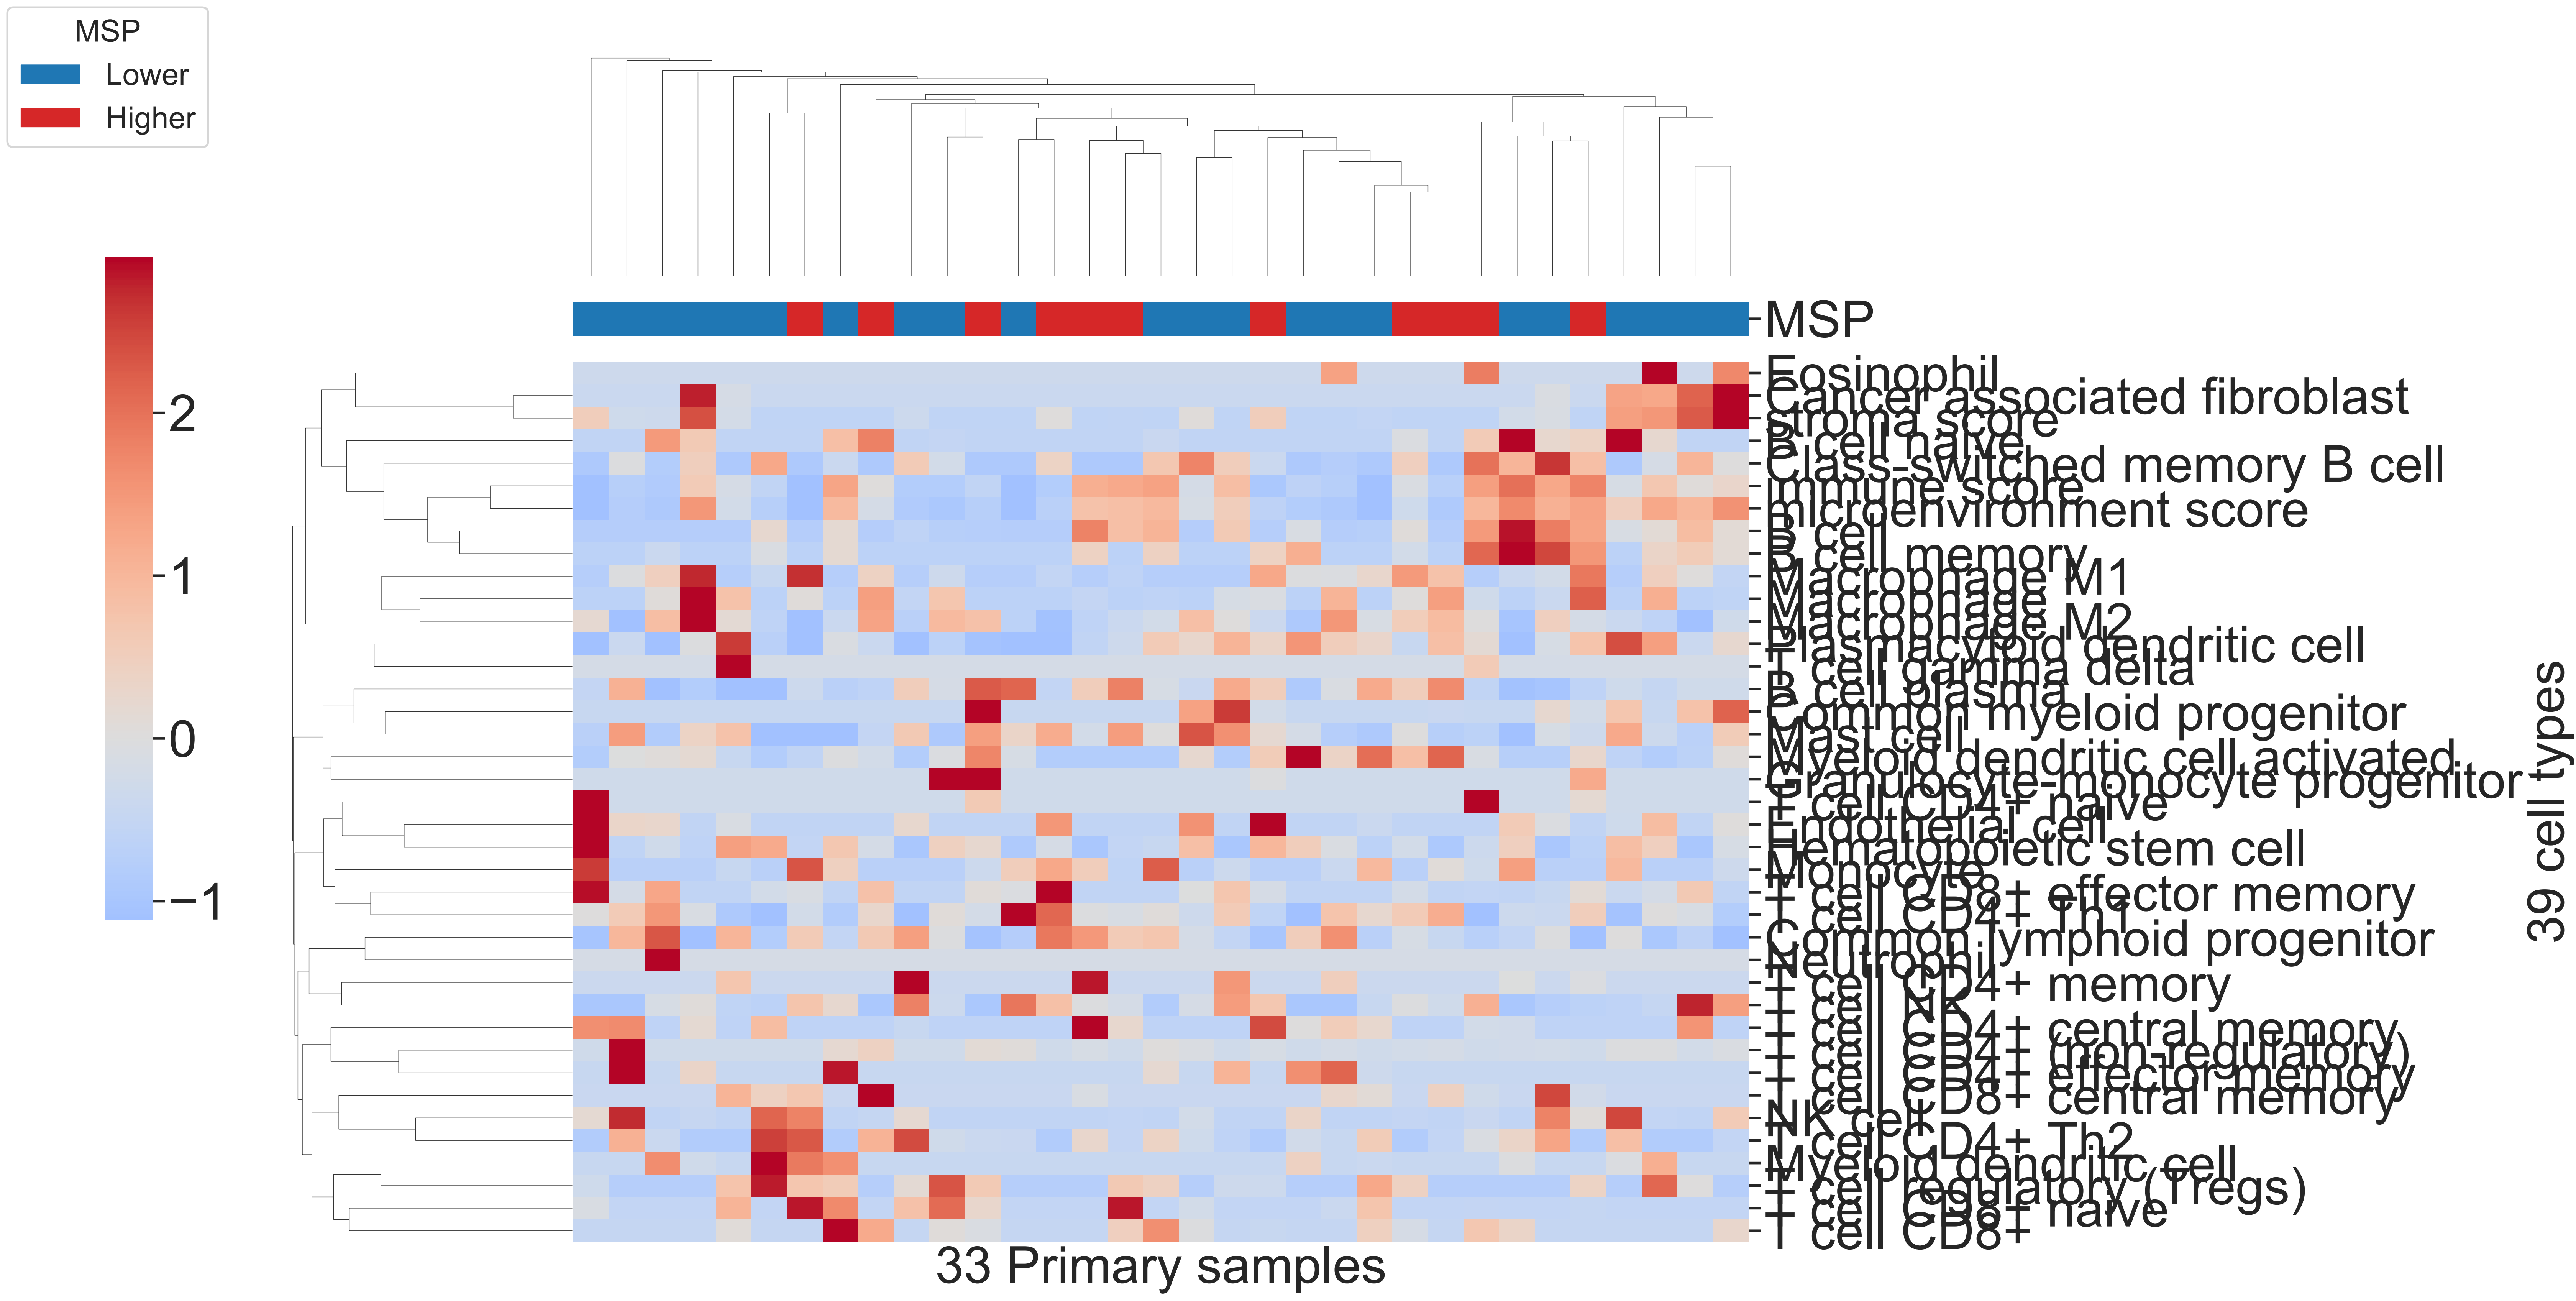 MSP
Lower
Higher
2
1
0
−1
MSP
Eosinophil
Cancer associated fibroblast
stroma score
B cell naive
Class-switched memory B cell
immune score
microenvironment score
B cell
B cell memory
Macrophage M1
Macrophage
Macrophage M2
Plasmacytoid dendritic cell
T cell gamma delta
B cell plasma
Common myeloid progenitor
Mast cell
Myeloid dendritic cell activated
Granulocyte-monocyte progenitor
T cell CD4+ naive
Endothelial cell
Hematopoietic stem cell
Monocyte
T cell CD8+ effector memory
T cell CD4+ Th1
Common lymphoid progenitor
Neutrophil
T cell CD4+ memory
T cell NK
T cell CD4+ central memory
T cell CD4+ (non-regulatory)
T cell CD4+ effector memory
T cell CD8+ central memory
NK cell
T cell CD4+ Th2
Myeloid dendritic cell
T cell regulatory (Tregs)
T cell CD8+ naive
T cell CD8+
39 cell types
33 Primary samples